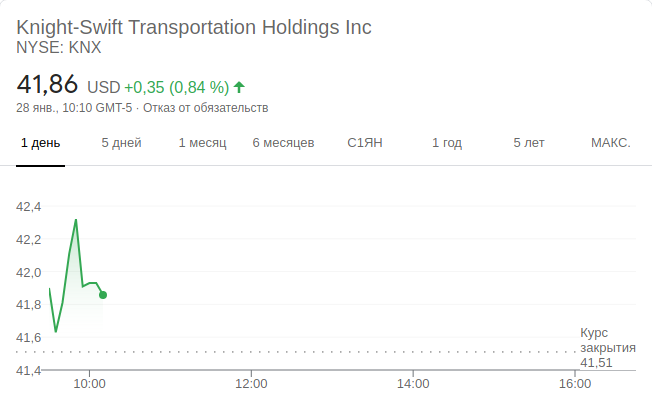 Knight-Swift Transportation Holdings Inc
NYSE: KNX
41,86 USD +0,35 (0,84 %)
28 янв., 10:10 GMT-5 · Отказ от обязательств
1 день 5 дней 1 месяц 6 месяцев С1ЯН 1 год 5 лет МАКС.
42,4
42,2
42,0
41,8
41,6
Курс
закрытия
41,51
41,4
10:00 12:00 14:00 16:00